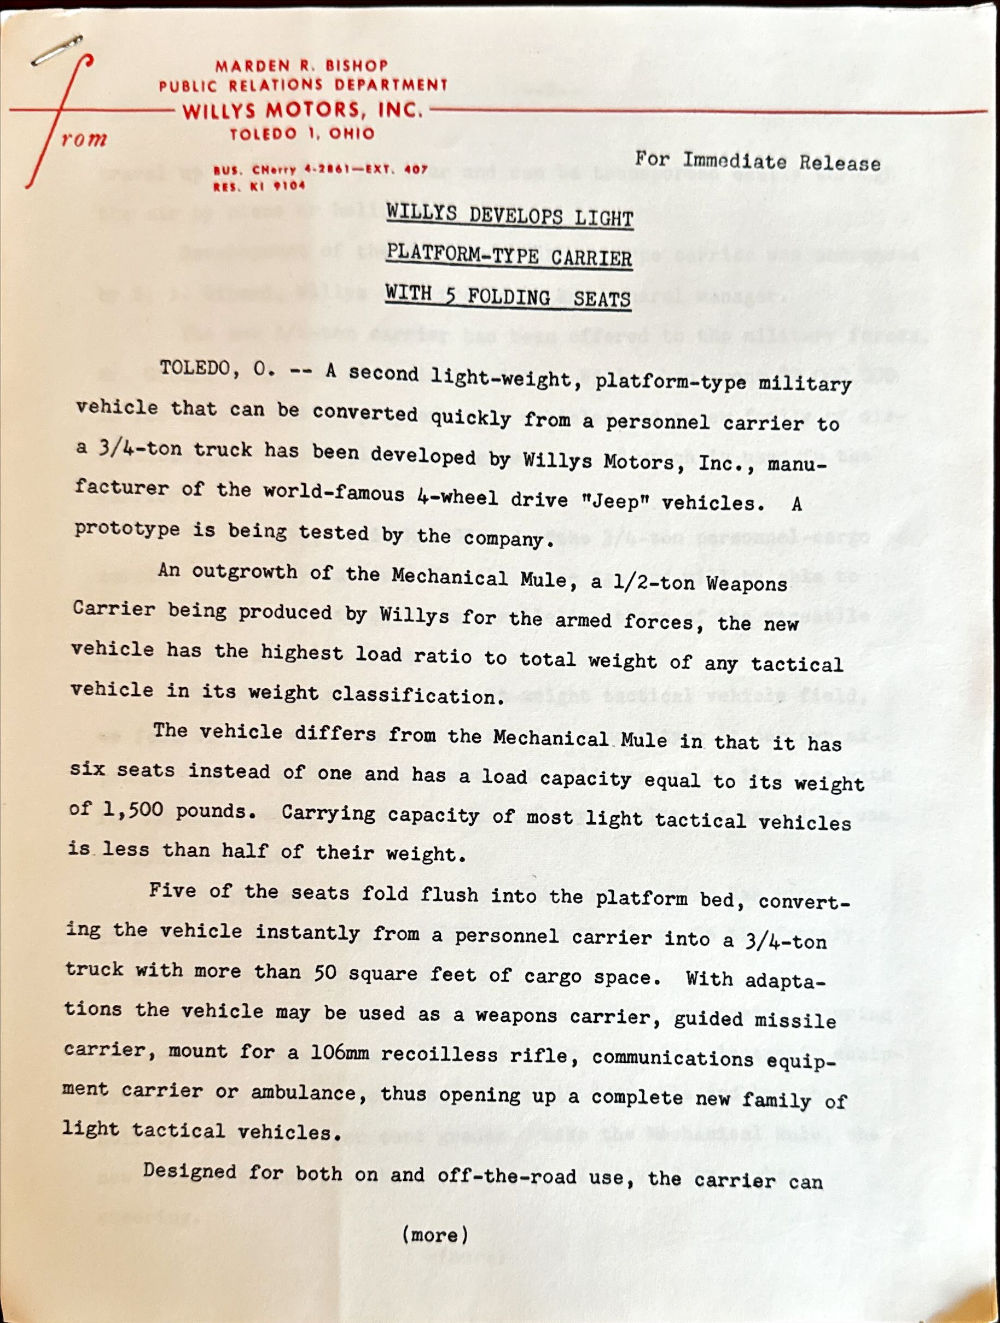 from
MARDEN R. BISHOP
PUBLIC RELATIONS DEPARTMENT
WILLYS MOTORS, INC.
TOLEDO 1, OHIO
BUS. CHerry 4-2861—EXT. 407
RES. KI 9104
For Immediate Release
WILLYS DEVELOPS LIGHT
PLATFORM-TYPE CARRIER
WITH 5 FOLDING SEATS
TOLEDO, O. -- A second light-weight, platform-type military
vehicle that can be converted quickly from a personnel carrier to
a 3/4-ton truck has been developed by Willys Motors, Inc., manu-
facturer of the world-famous 4-wheel drive "Jeep" vehicles. A
prototype is being tested by the company.
An outgrowth of the Mechanical Mule, a 1/2-ton Weapons
Carrier being produced by Willys for the armed forces, the new
vehicle has the highest load ratio to total weight of any tactical
vehicle in its weight classification.
The vehicle differs from the Mechanical Mule in that it has
six seats instead of one and has a load capacity equal to its weight
of 1,500 pounds. Carrying capacity of most light tactical vehicles
is less than half of their weight.
Five of the seats fold flush into the platform bed, convert-
ing the vehicle instantly from a personnel carrier into a 3/4-ton
truck with more than 50 square feet of cargo space. With adapta-
tions the vehicle may be used as a weapons carrier, guided missile
carrier, mount for a 106mm recoilless rifle, communications equip-
ment carrier or ambulance, thus opening up a complete new family of
light tactical vehicles.
Designed for both on and off-the-road use, the carrier can
(more)